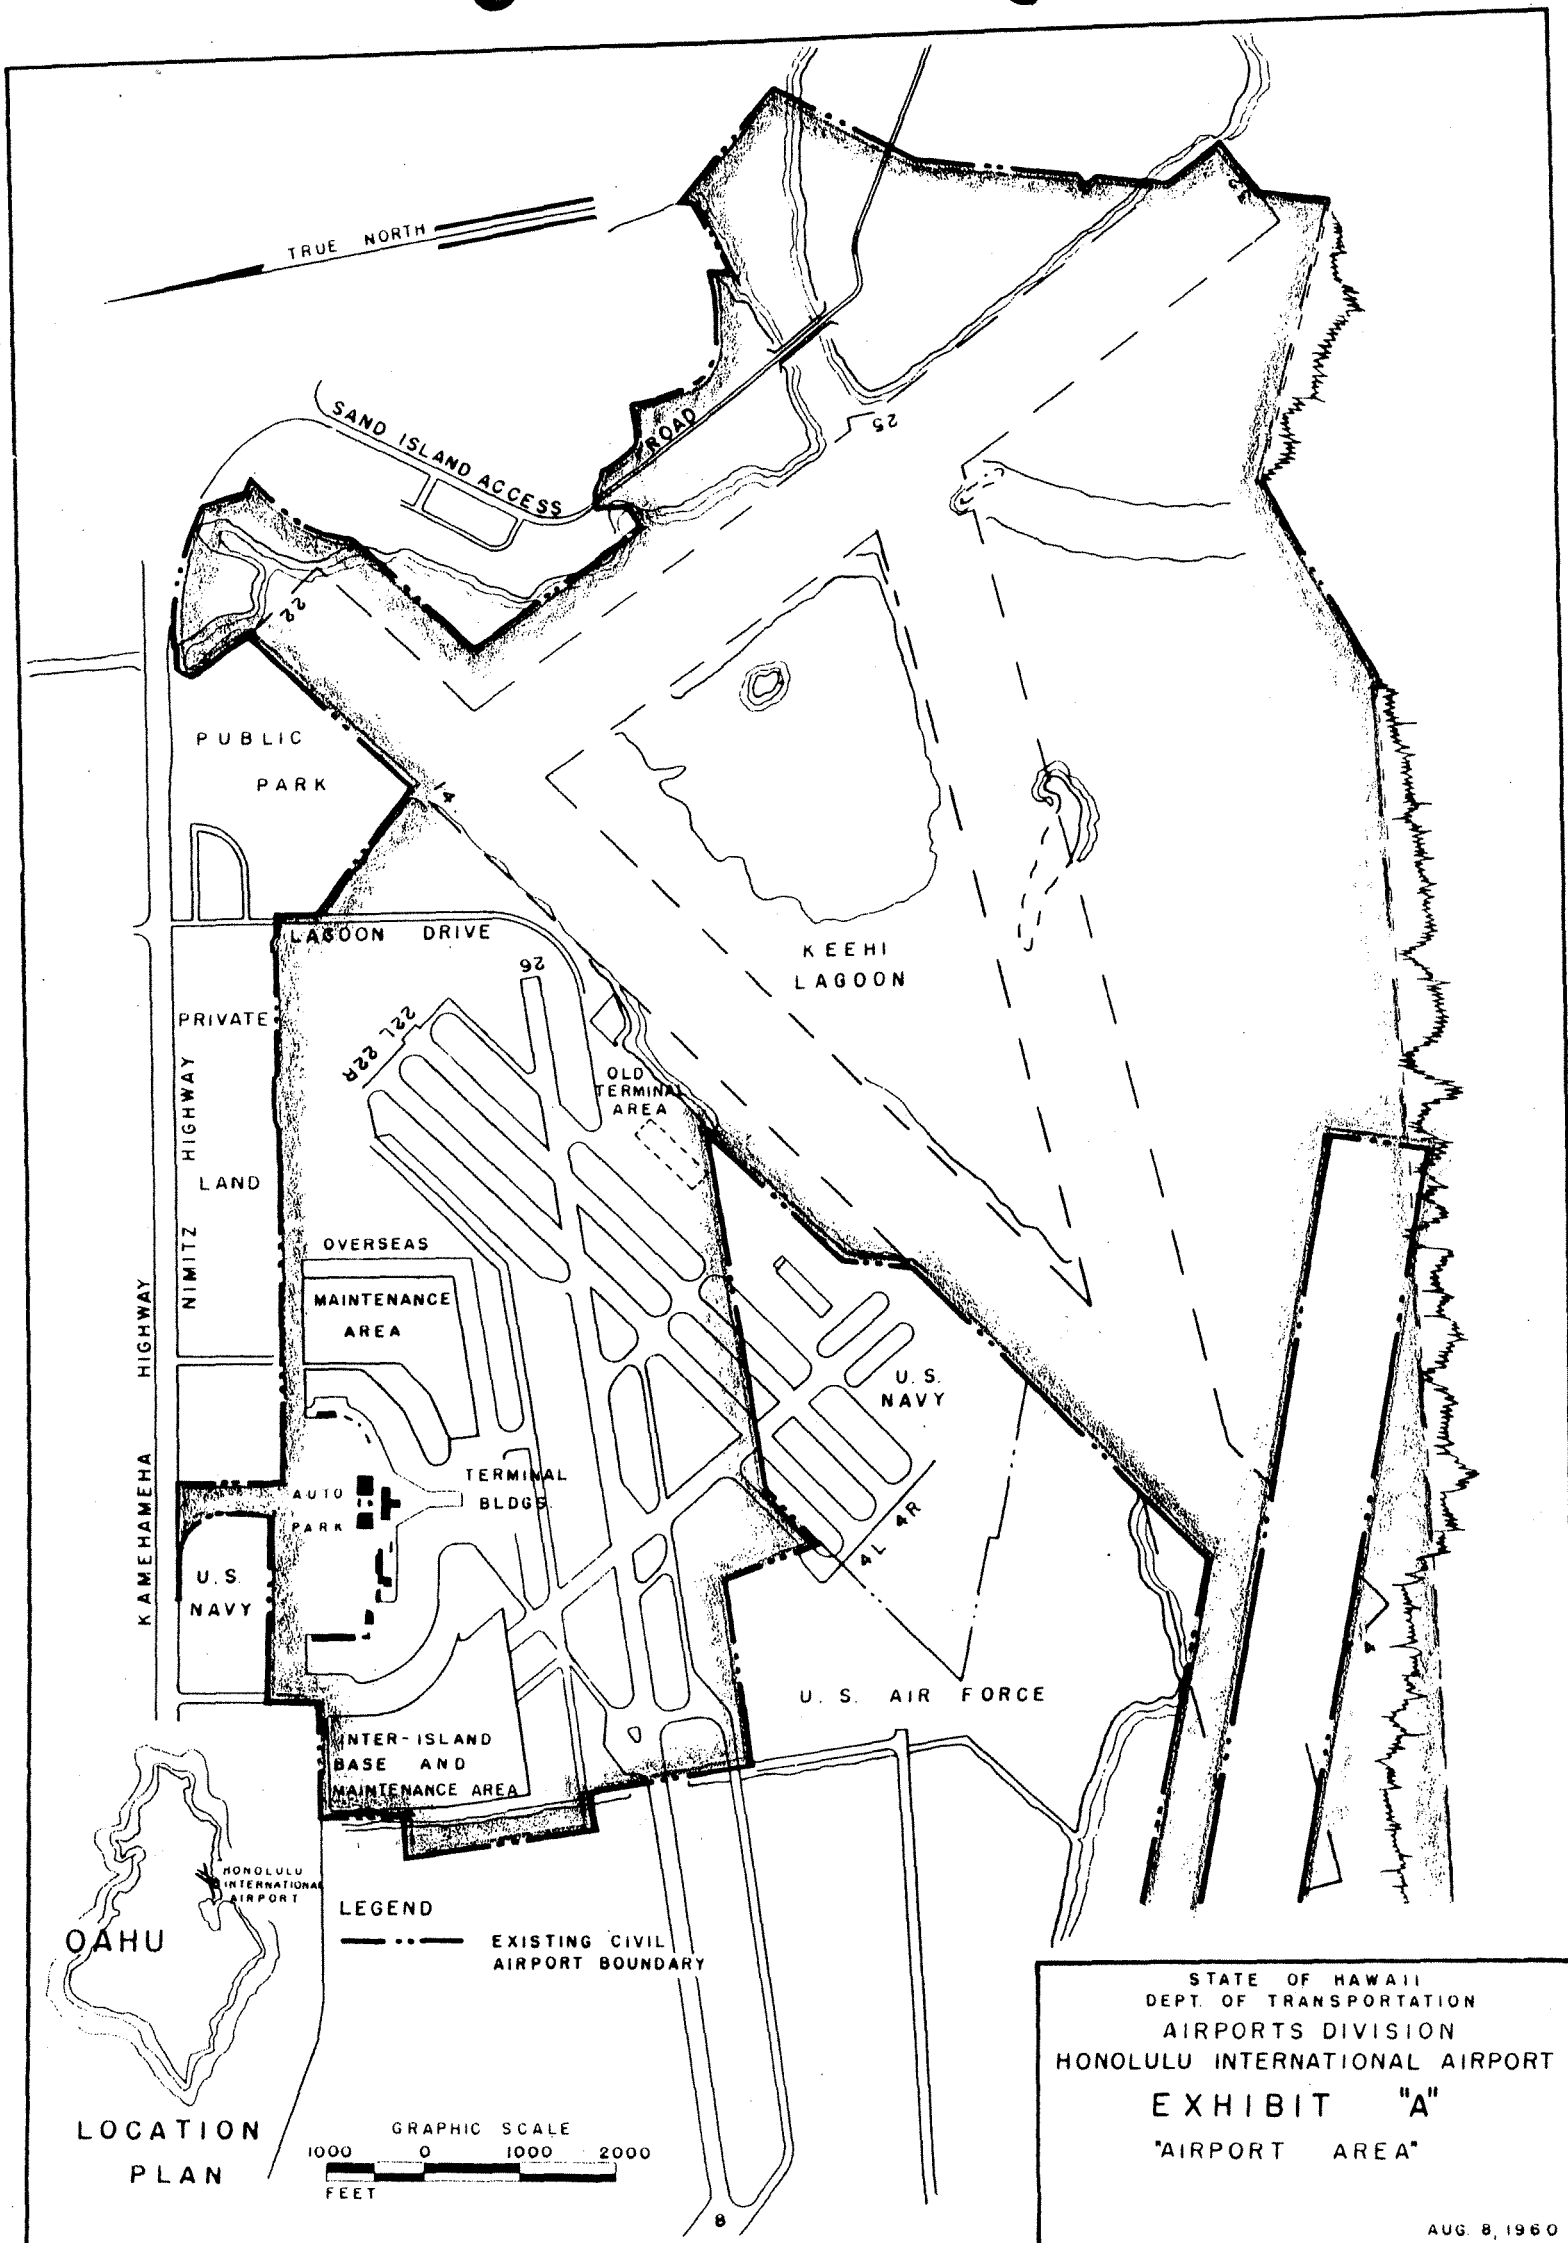 TRUE NORTH
SAND ISLAND ACCESS
ROAD
25
22
PUBLIC
PARK
14
LAGOON DRIVE
26
KEEHI
LAGOON
PRIVATE
LAND
22L 22R
OLD
TERMINAL
AREA
NIMITZ HIGHWAY
KAMEHAMEHA HIGHWAY
OVERSEAS
MAINTENANCE
AREA
U.S.
NAVY
TERMINAL
BLDGS.
AUTO
PARK
4L 4R
U.S.
NAVY
4
U. S. AIR FORCE
INTER-ISLAND
BASE AND
MAINTENANCE AREA
HONOLULU
INTERNATIONAL
AIRPORT
OAHU
LOCATION
PLAN
LEGEND
EXISTING CIVIL
AIRPORT BOUNDARY
GRAPHIC SCALE
1000 0 1000 2000
FEET
8
STATE OF HAWAII
DEPT. OF TRANSPORTATION
AIRPORTS DIVISION
HONOLULU INTERNATIONAL AIRPORT
EXHIBIT "A"
"AIRPORT AREA"
AUG. 8, 1960